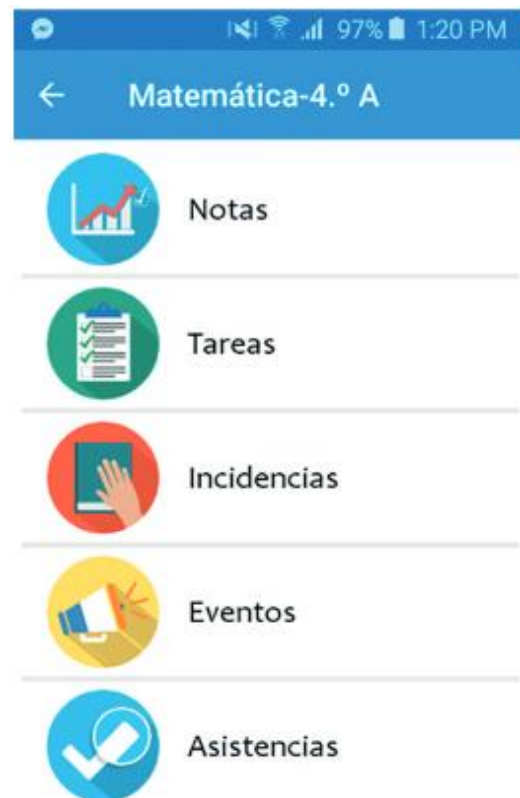 97% 1:20 PM
Matemática-4.º A
Notas
Tareas
Incidencias
Eventos
Asistencias